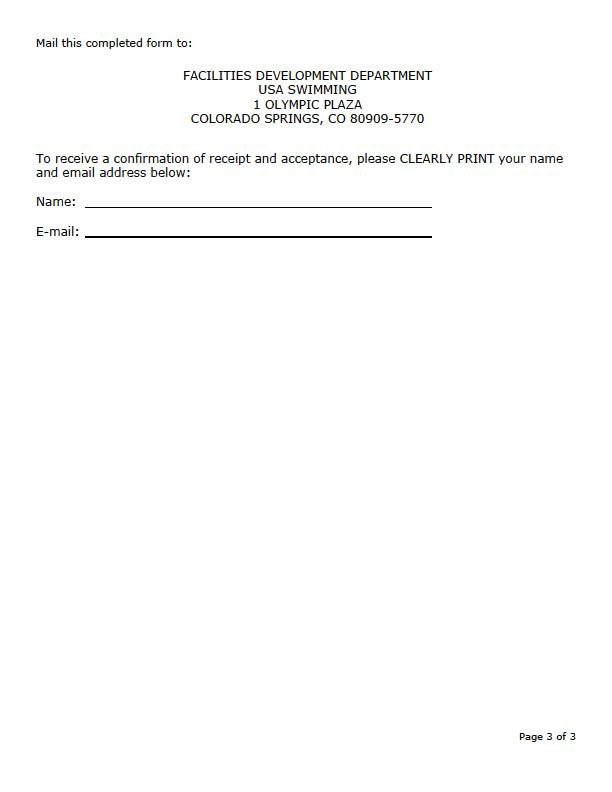 Mail this completed form to:
FACILITIES DEVELOPMENT DEPARTMENT
USA SWIMMING
1 OLYMPIC PLAZA
COLORADO SPRINGS, CO 80909-5770
To receive a confirmation of receipt and acceptance, please CLEARLY PRINT your name
and email address below:
Name:
E-mail:
Page 3 of 3